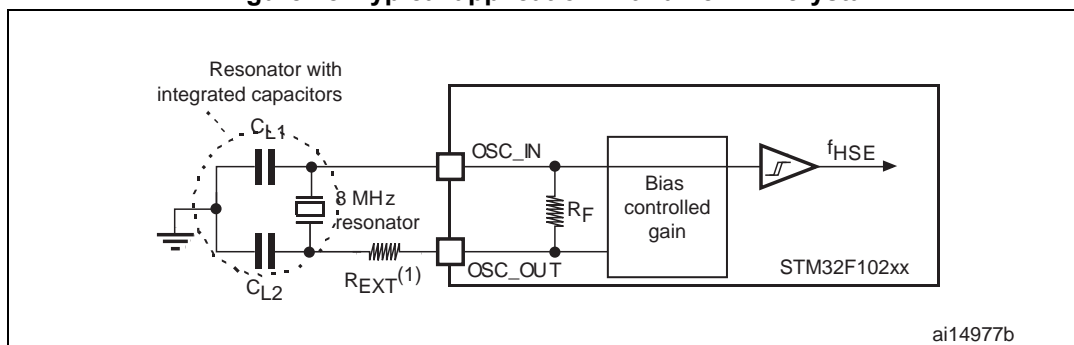 Resonator with
integrated capacitors
CL1
OSC_IN
fHSE
8 MHz
resonator
RF
Bias
controlled
gain
OSC_OUT
STM32F102xx
REXT(1)
CL2
ai14977b